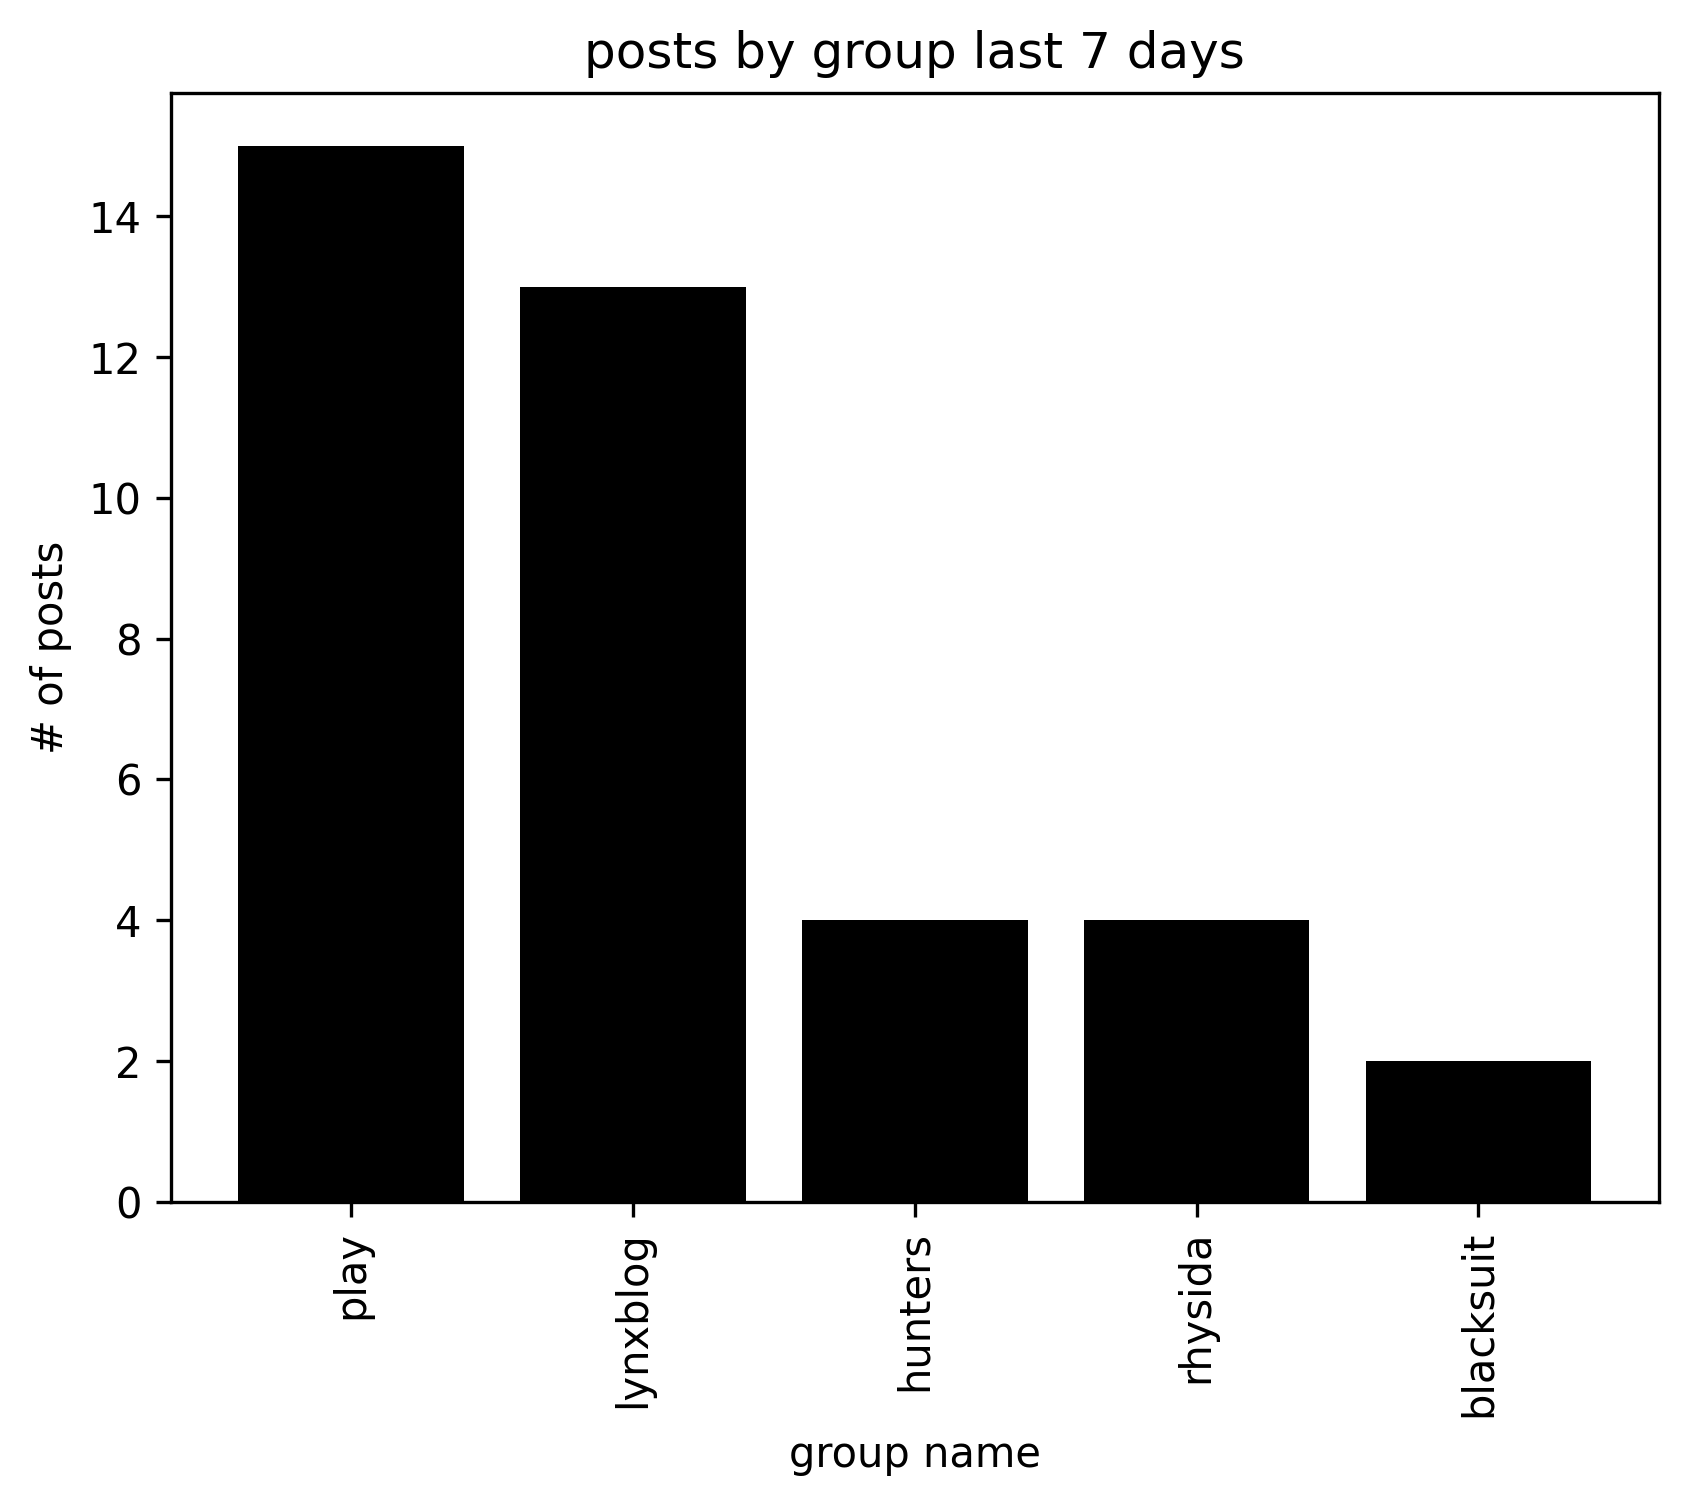 posts by group last 7 days
14
12
10
8
6
4
2
0
# of posts
play
lynxblog
hunters
rhysida
blacksuit
group name